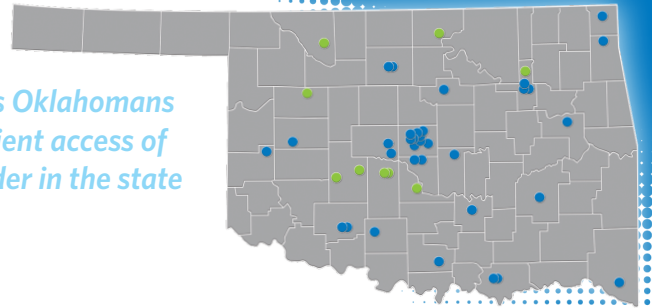 s Oklahomans
ient access of
der in the state